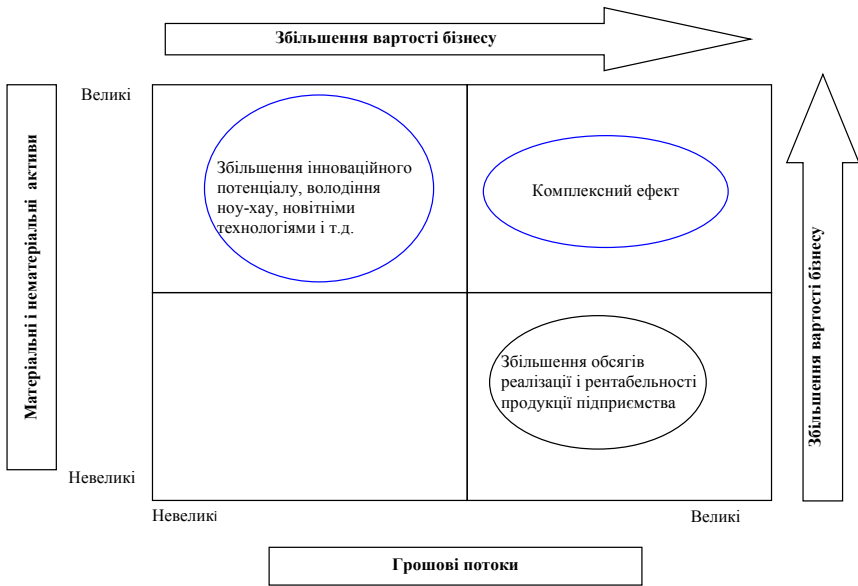 Збільшення вартості бізнесу
Великі
Матеріальні і нематеріальні активи
Збільшення інноваційного
потенціалу, володіння
ноу-хау, новітніми
технологіями і т.д.
Комплексний ефект
Збільшення вартості бізнесу
Збільшення обсягів
реалізації і рентабельності
продукції підприємства
Невеликі
Невеликі
Великі
Грошові потоки